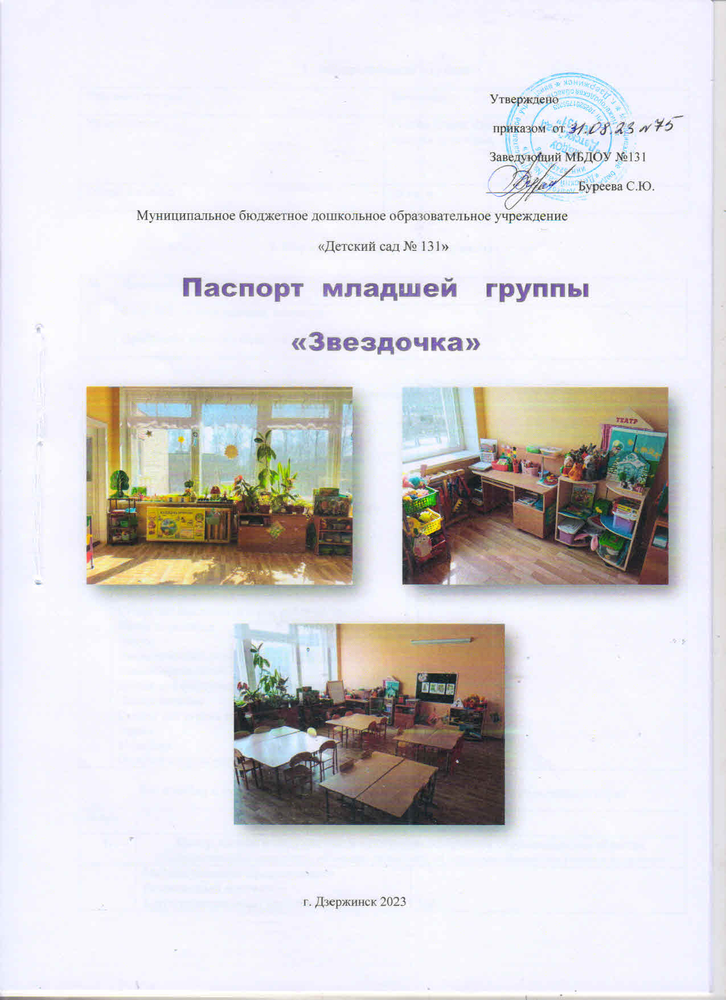 Утверждено
приказом от 31.08.23 №75
Заведующий МБДОУ №131
Буреева С.Ю.
Муниципальное бюджетное дошкольное образовательное учреждение
«Детский сад № 131»
Паспорт младшей группы
«Звездочка»
ТЕАТР
г. Дзержинск 2023